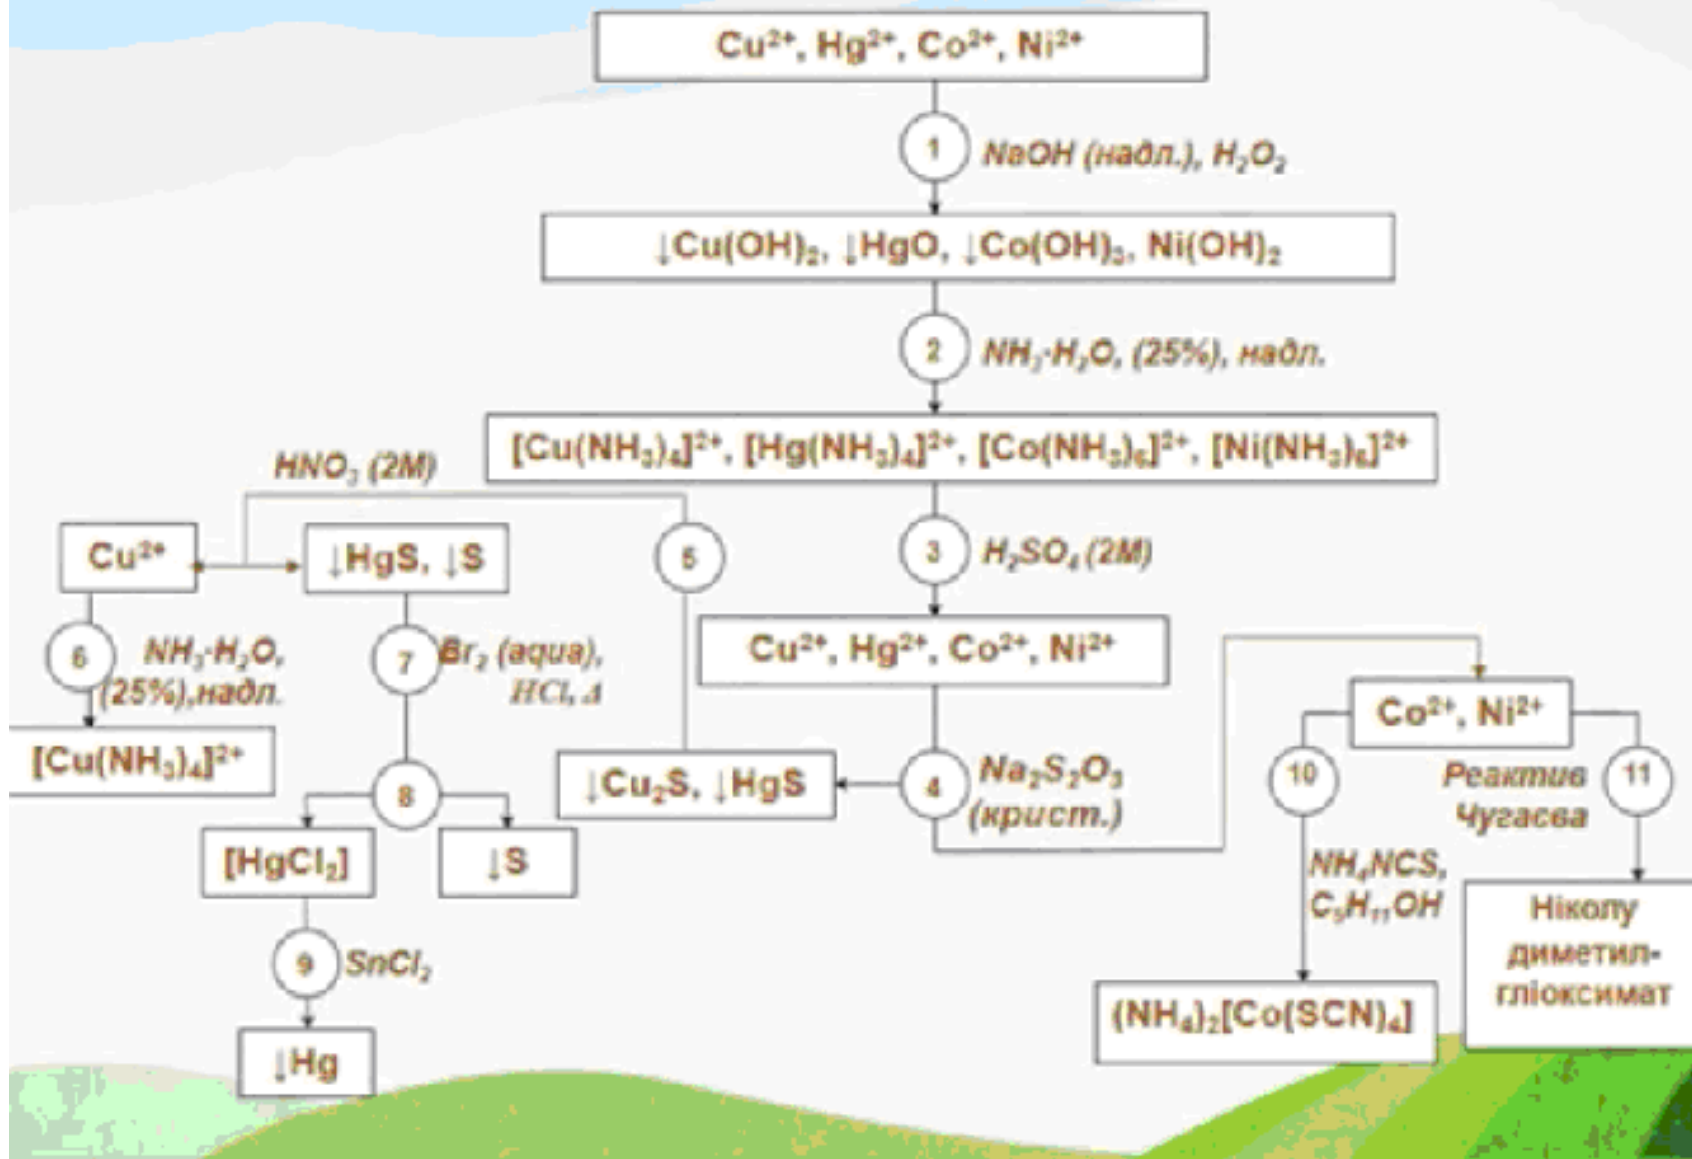 Cu²⁺, Hg²⁺, Co²⁺, Ni²⁺
1
NaOH (надл.), H₂O₂
↓Cu(OH)₂, ↓HgO, ↓Co(OH)₃, Ni(OH)₂
2
NH₃·H₂O, (25%), надл.
[Cu(NH₃)₄]²⁺, [Hg(NH₃)₄]²⁺, [Co(NH₃)₆]²⁺, [Ni(NH₃)₆]²⁺
HNO₃ (2M)
3
H₂SO₄ (2M)
5
Cu²⁺
↓HgS, ↓S
Cu²⁺, Hg²⁺, Co²⁺, Ni²⁺
6
NH₃·H₂O,
(25%),надл.
7
Br₂ (aqua),
HCl, Δ
[Cu(NH₃)₄]²⁺
Co²⁺, Ni²⁺
↓Cu₂S, ↓HgS
4
Na₂S₂O₃
(крист.)
8
10
Реактив
Чугаєва
11
[HgCl₂]
↓S
NH₄NCS,
C₅H₁₁OH
Ніколу
диметил-
гліоксимат
9
SnCl₂
(NH₄)₂[Co(SCN)₄]
↓Hg